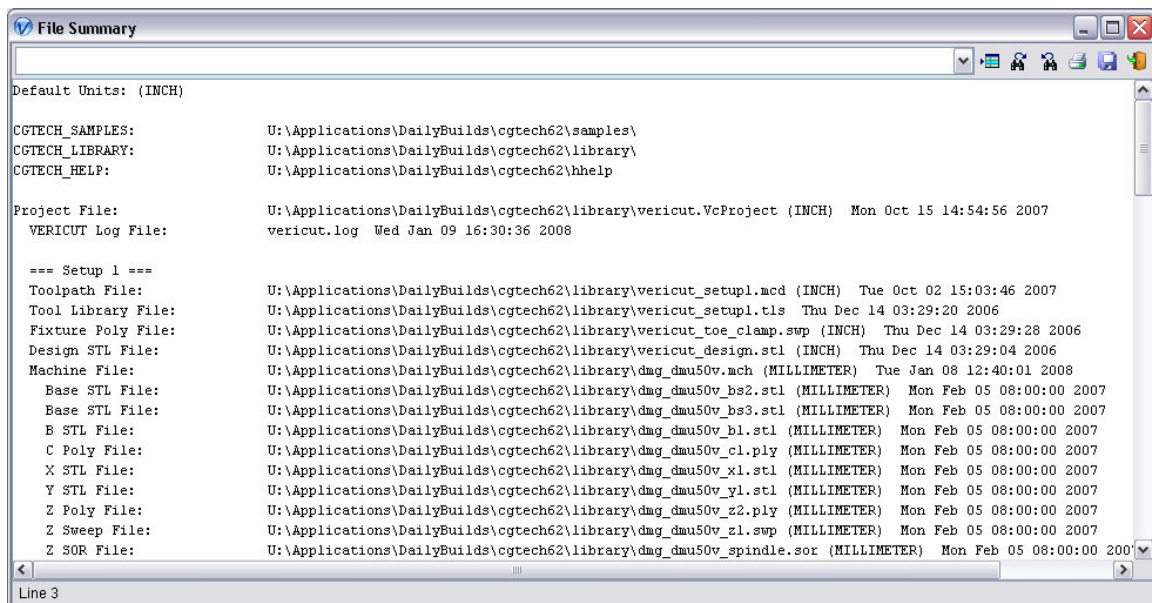 File Summary
Default Units: (INCH)
CGTECH_SAMPLES: U:\Applications\DailyBuilds\cgtech62\samples\
CGTECH_LIBRARY: U:\Applications\DailyBuilds\cgtech62\library\
CGTECH_HELP: U:\Applications\DailyBuilds\cgtech62\hhelp
Project File: U:\Applications\DailyBuilds\cgtech62\library\vericut.VcProject (INCH) Mon Oct 15 14:54:56 2007
VERICUT Log File: vericut.log Wed Jan 09 16:30:36 2008
=== Setup 1 ===
Toolpath File: U:\Applications\DailyBuilds\cgtech62\library\vericut_setup1.mcd (INCH) Tue Oct 02 15:03:46 2007
Tool Library File: U:\Applications\DailyBuilds\cgtech62\library\vericut_setup1.tls Thu Dec 14 03:29:20 2006
Fixture Poly File: U:\Applications\DailyBuilds\cgtech62\library\vericut_toe_clamp.swp (INCH) Thu Dec 14 03:29:28 2006
Design STL File: U:\Applications\DailyBuilds\cgtech62\library\vericut_design.stl (INCH) Thu Dec 14 03:29:04 2006
Machine File: U:\Applications\DailyBuilds\cgtech62\library\dmg_dmu50v.mch (MILLIMETER) Tue Jan 08 12:40:01 2008
Base STL File: U:\Applications\DailyBuilds\cgtech62\library\dmg_dmu50v_bs2.stl (MILLIMETER) Mon Feb 05 08:00:00 2007
Base STL File: U:\Applications\DailyBuilds\cgtech62\library\dmg_dmu50v_bs3.stl (MILLIMETER) Mon Feb 05 08:00:00 2007
B STL File: U:\Applications\DailyBuilds\cgtech62\library\dmg_dmu50v_b1.stl (MILLIMETER) Mon Feb 05 08:00:00 2007
C Poly File: U:\Applications\DailyBuilds\cgtech62\library\dmg_dmu50v_c1.ply (MILLIMETER) Mon Feb 05 08:00:00 2007
X STL File: U:\Applications\DailyBuilds\cgtech62\library\dmg_dmu50v_x1.stl (MILLIMETER) Mon Feb 05 08:00:00 2007
Y STL File: U:\Applications\DailyBuilds\cgtech62\library\dmg_dmu50v_y1.stl (MILLIMETER) Mon Feb 05 08:00:00 2007
Z Poly File: U:\Applications\DailyBuilds\cgtech62\library\dmg_dmu50v_z2.ply (MILLIMETER) Mon Feb 05 08:00:00 2007
Z Sweep File: U:\Applications\DailyBuilds\cgtech62\library\dmg_dmu50v_z1.swp (MILLIMETER) Mon Feb 05 08:00:00 2007
Z SOR File: U:\Applications\DailyBuilds\cgtech62\library\dmg_dmu50v_spindle.sor (MILLIMETER) Mon Feb 05 08:00:00 200
Line 3